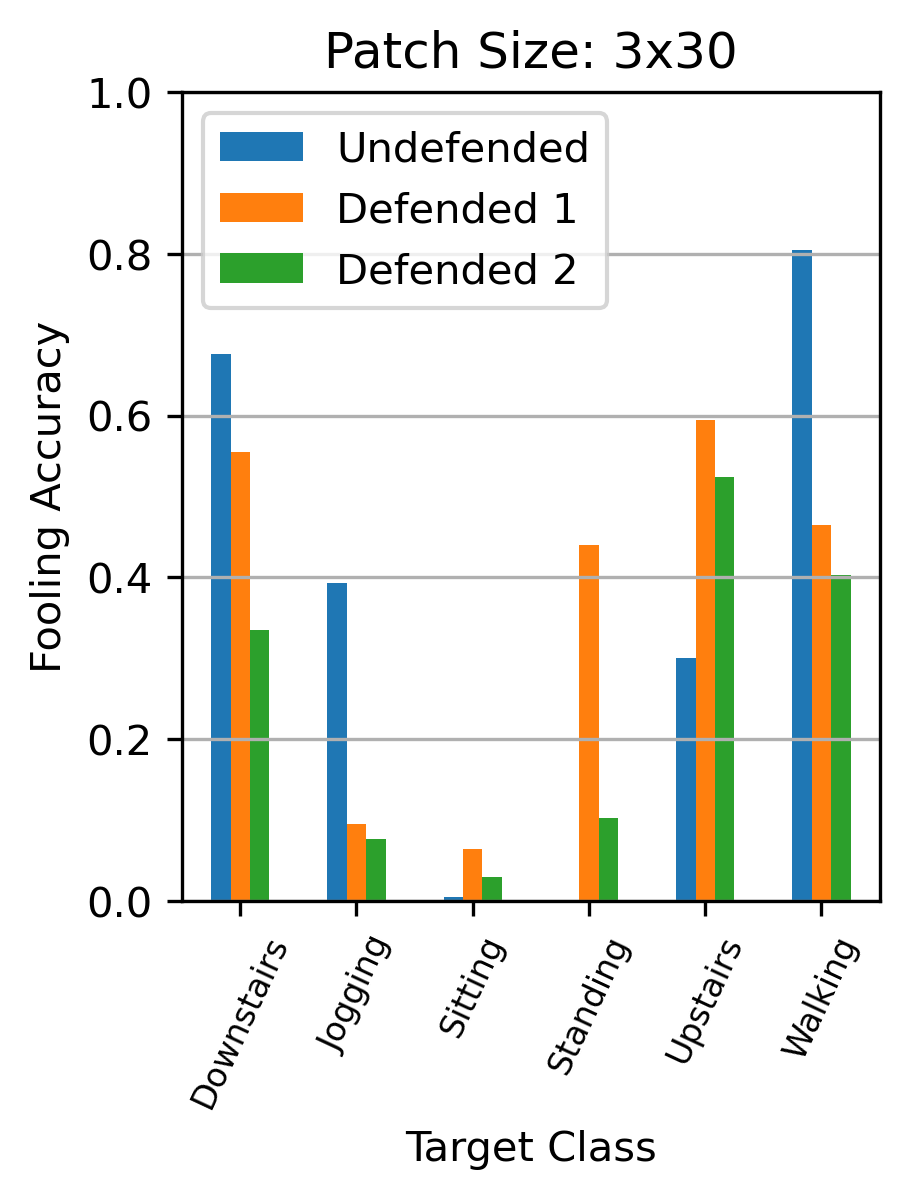 Patch Size: 3x30
1.0
0.8
0.6
0.4
0.2
0.0
Fooling Accuracy
Undefended
Defended 1
Defended 2
Downstairs
Jogging
Sitting
Standing
Upstairs
Walking
Target Class